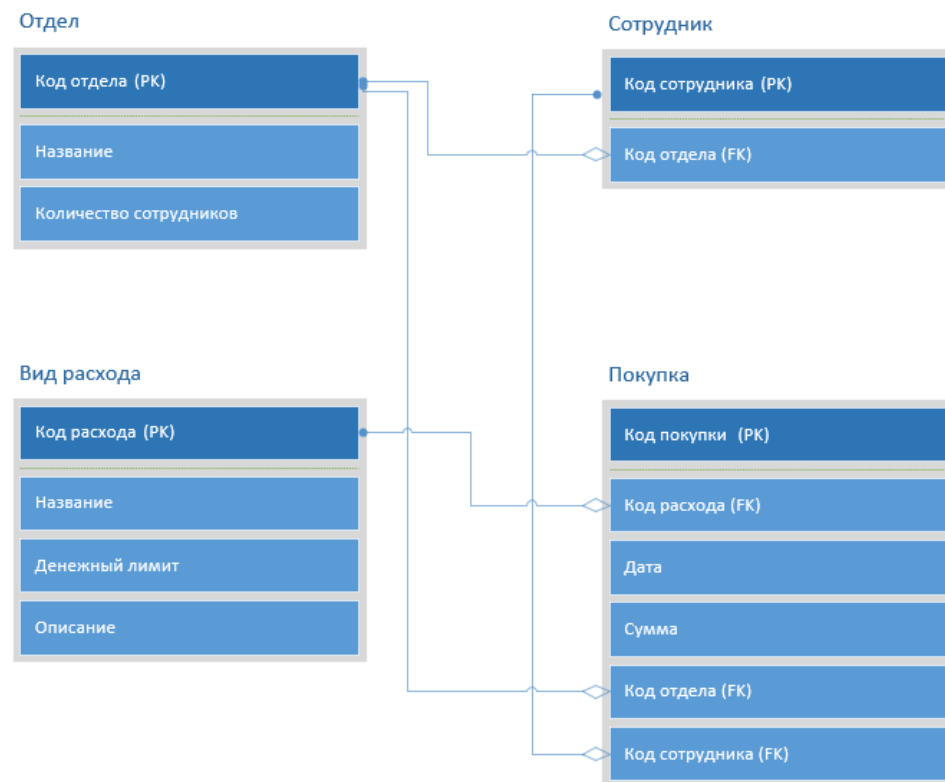 Отдел
Код отдела (PK)
Название
Количество сотрудников
Сотрудник
Код сотрудника (PK)
Код отдела (FK)
Вид расхода
Код расхода (PK)
Название
Денежный лимит
Описание
Покупка
Код покупки (PK)
Код расхода (FK)
Дата
Сумма
Код отдела (FK)
Код сотрудника (FK)